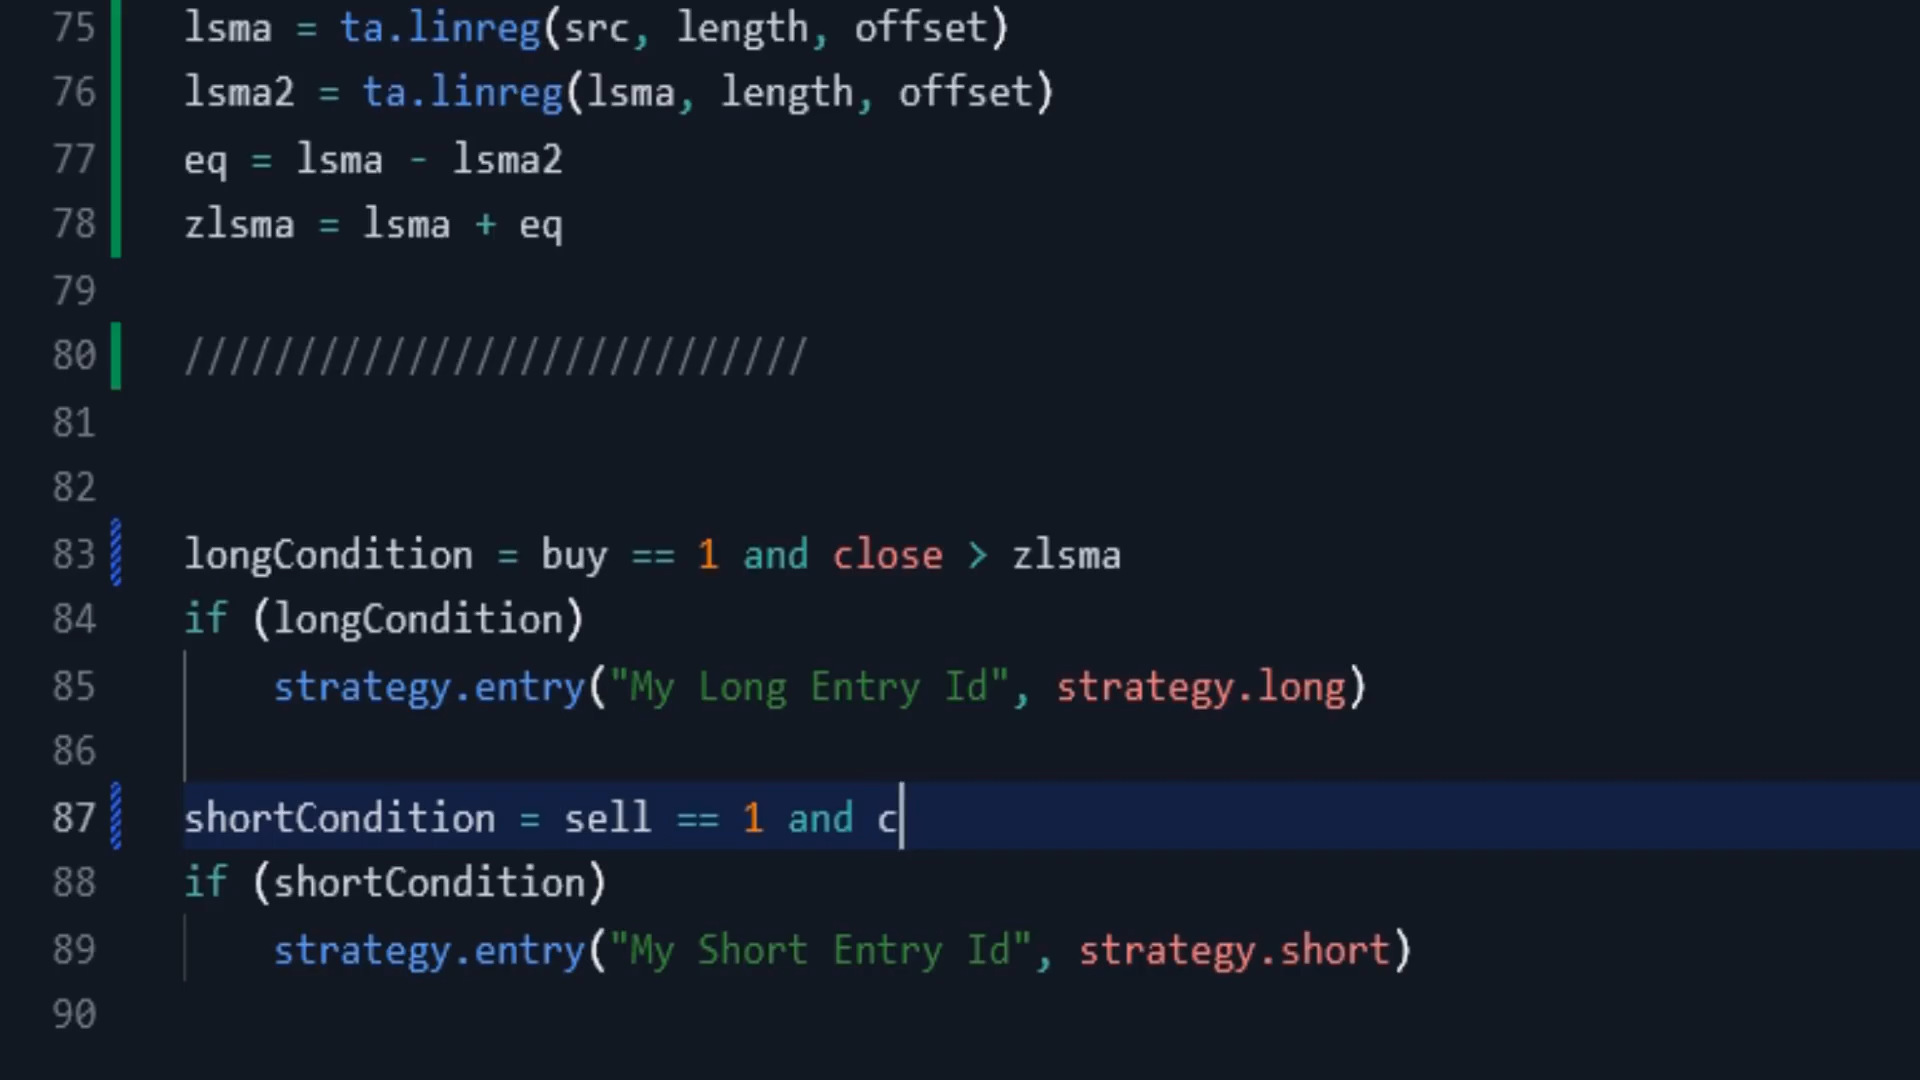 75 lsma = ta.linreg(src, length, offset)
76 lsma2 = ta.linreg(lsma, length, offset)
77 eq = lsma - lsma2
78 zlsma = lsma + eq
79
80 ////////////////////////////
81
82
83 longCondition = buy == 1 and close > zlsma
84 if (longCondition)
85 strategy.entry("My Long Entry Id", strategy.long)
86
87 shortCondition = sell == 1 and c
88 if (shortCondition)
89 strategy.entry("My Short Entry Id", strategy.short)
90